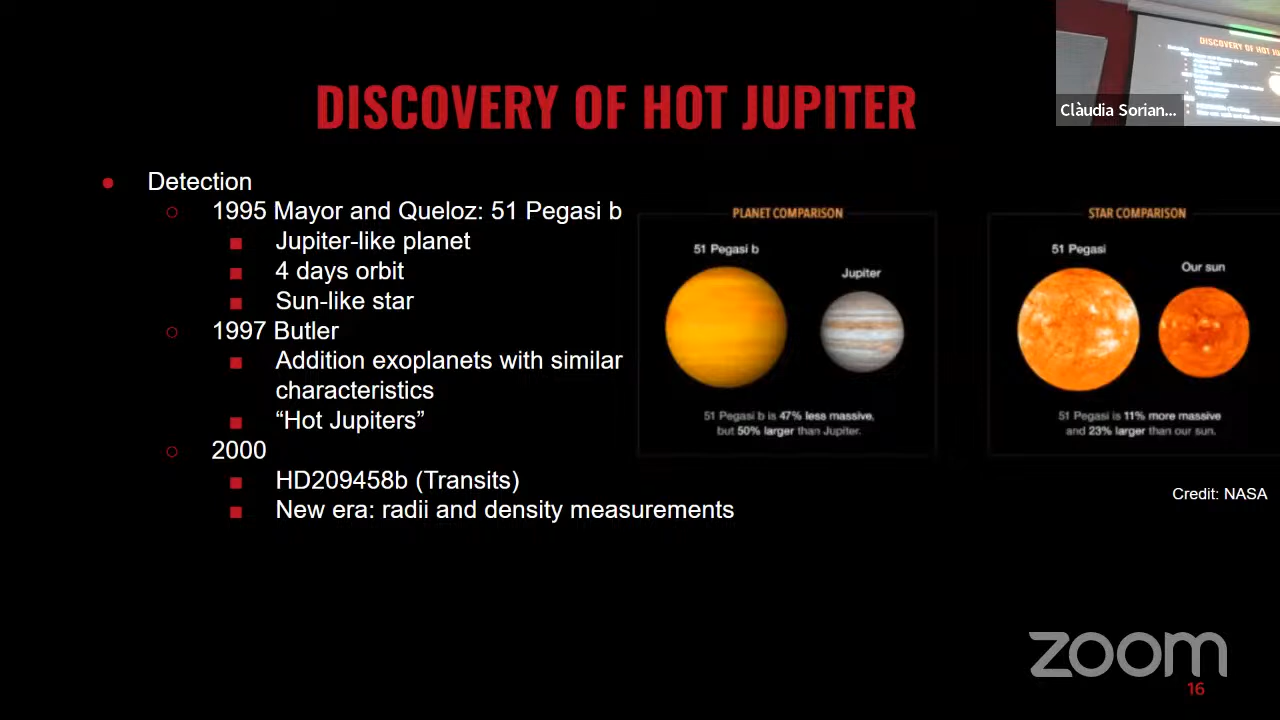 Clàudia Sorian...
DISCOVERY OF HOT JUPITER
Detection
1995 Mayor and Queloz: 51 Pegasi b
Jupiter-like planet
4 days orbit
Sun-like star
1997 Butler
Addition exoplanets with similar
characteristics
“Hot Jupiters”
2000
HD209458b (Transits)
New era: radii and density measurements
PLANET COMPARISON
51 Pegasi b
Jupiter
51 Pegasi b is 47% less massive,
but 50% larger than Jupiter.
STAR COMPARISON
51 Pegasi
Our sun
51 Pegasi is 11% more massive
and 23% larger than our sun.
Credit: NASA
zoom
16